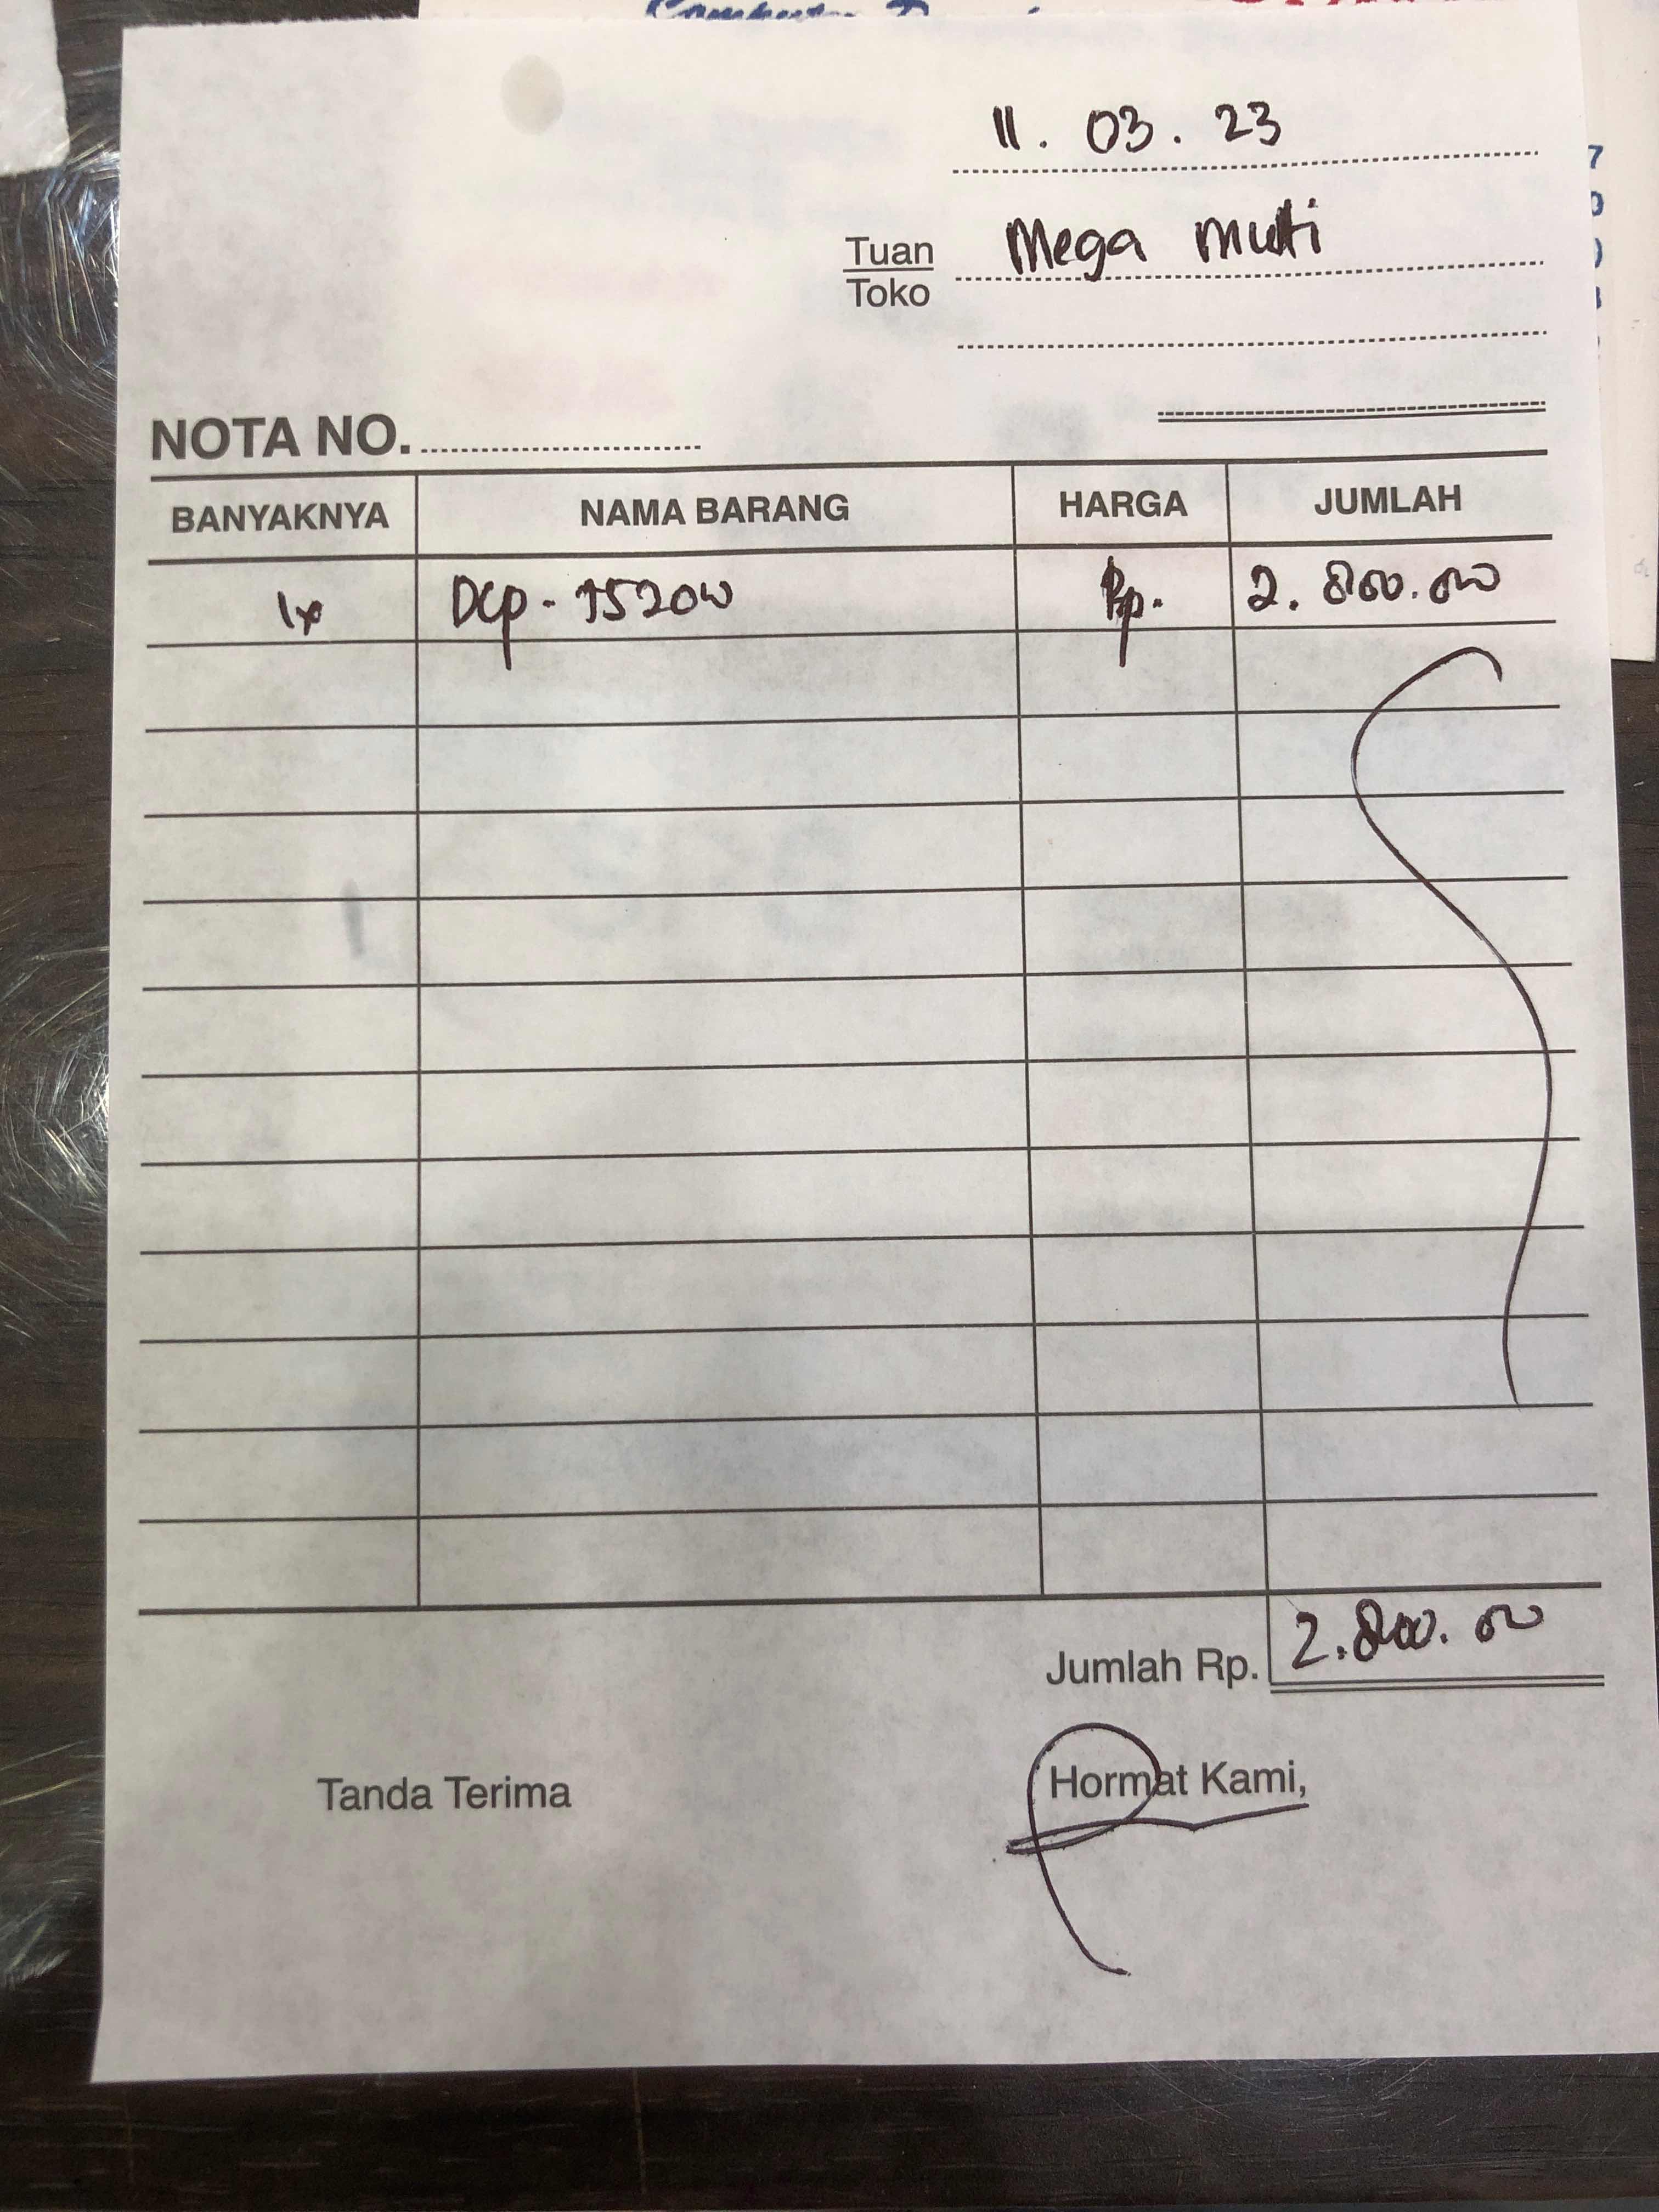 11. 03. 23
Tuan
Toko
Mega Multi
NOTA NO.
BANYAKNYA NAMA BARANG HARGA JUMLAH
1x DCP-T520W Rp. 2.800.000
Jumlah Rp. 2.800.000
Tanda Terima Hormat Kami,